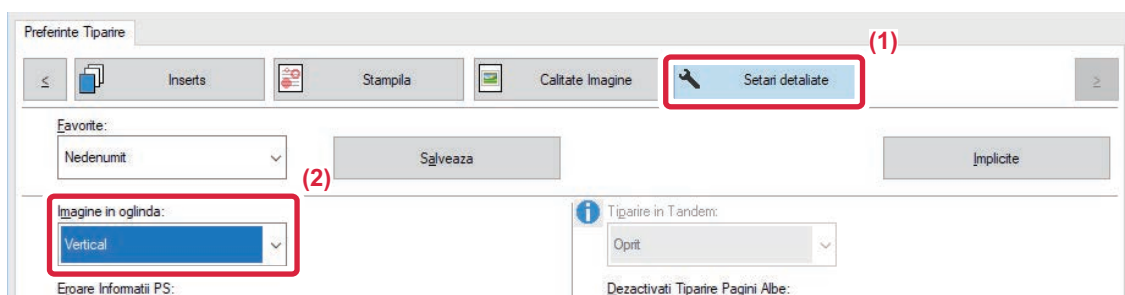 Preferinte Tiparire
(1)
≤ Inserts Stampila Calitate Imagine Setari detaliate ≥
Favorite:
Nedenumit Salveaza Implicite
(2)
Imagine in oglinda: Tiparire in Tandem:
Vertical Oprit
Eroare Informatii PS: Dezactivati Tiparire Pagini Albe: